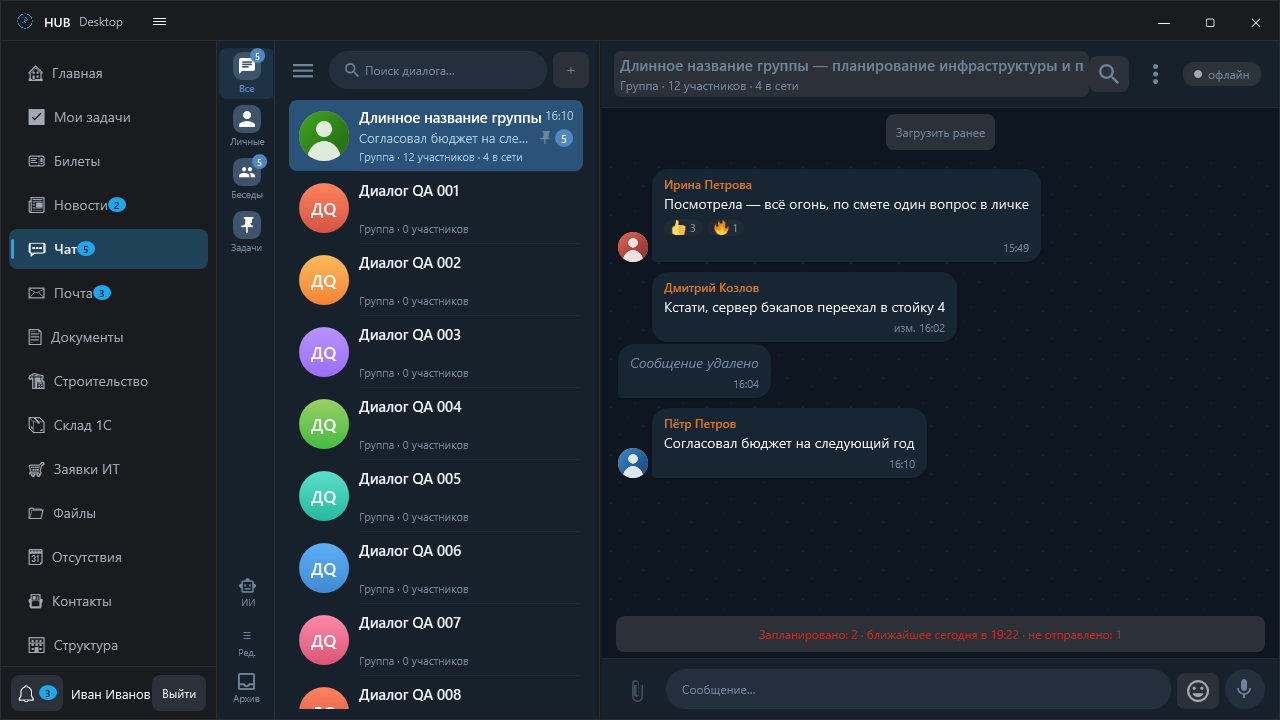 HUB Desktop
Главная
Мои задачи
Билеты
Новости 2
Чат 5
Почта 3
Документы
Строительство
Склад 1С
Заявки ИТ
Файлы
31 Отсутствия
Контакты
Структура
3 Иван Иванов Выйти
5
Все
Личные
5
Беседы
Задачи
ИИ
Ред.
Архив
Поиск диалога... +
Длинное название группы 16:10
Согласовал бюджет на сле... 5
Группа · 12 участников · 4 в сети
ДQ Диалог QA 001
Группа · 0 участников
ДQ Диалог QA 002
Группа · 0 участников
ДQ Диалог QA 003
Группа · 0 участников
ДQ Диалог QA 004
Группа · 0 участников
ДQ Диалог QA 005
Группа · 0 участников
ДQ Диалог QA 006
Группа · 0 участников
ДQ Диалог QA 007
Группа · 0 участников
Диалог QA 008
Длинное название группы — планирование инфраструктуры и п
Группа · 12 участников · 4 в сети
офлайн
Загрузить ранее
Ирина Петрова
Посмотрела — всё огонь, по смете один вопрос в личке
👍 3 🔥 1
15:49
Дмитрий Козлов
Кстати, сервер бэкапов переехал в стойку 4
изм. 16:02
Сообщение удалено
16:04
Пётр Петров
Согласовал бюджет на следующий год
16:10
Запланировано: 2 · ближайшее сегодня в 19:22 · не отправлено: 1
Сообщение...